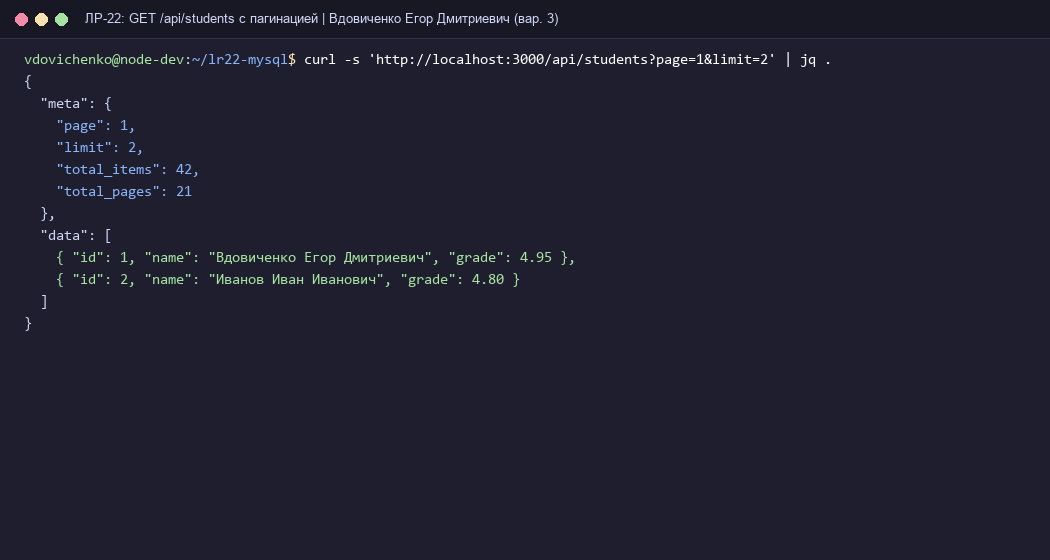 ЛР-22: GET /api/students с пагинацией | Вдовиченко Егор Дмитриевич (вар. 3)
vdovichenko@node-dev:~/lr22-mysql$ curl -s 'http://localhost:3000/api/students?page=1&limit=2' | jq .
{
  "meta": {
    "page": 1,
    "limit": 2,
    "total_items": 42,
    "total_pages": 21
  },
  "data": [
    { "id": 1, "name": "Вдовиченко Егор Дмитриевич", "grade": 4.95 },
    { "id": 2, "name": "Иванов Иван Иванович", "grade": 4.80 }
  ]
}